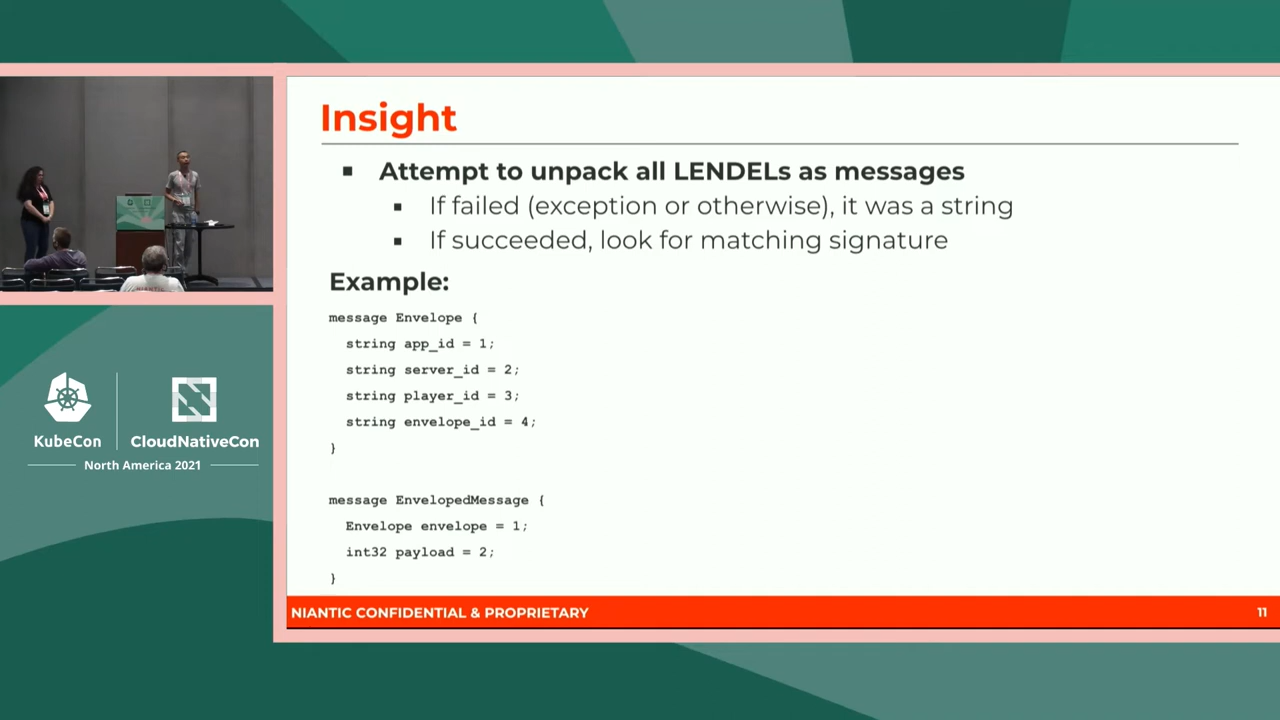 Insight
▪ Attempt to unpack all LENDELs as messages
▪ If failed (exception or otherwise), it was a string
▪ If succeeded, look for matching signature
Example:
message Envelope {
string app_id = 1;
string server_id = 2;
string player_id = 3;
string envelope_id = 4;
}
message EnvelopedMessage {
Envelope envelope = 1;
int32 payload = 2;
}
NIANTIC CONFIDENTIAL & PROPRIETARY
11
KubeCon
CloudNativeCon
North America 2021